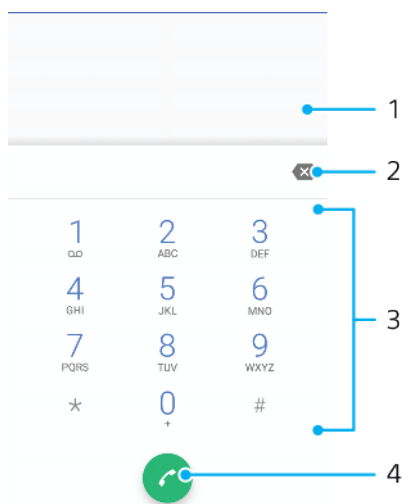 1
2
1 2 3
ABC DEF
4 5 6
GHI JKL MNO
3
7 8 9
PQRS TUV WXYZ
* 0 #
+
4